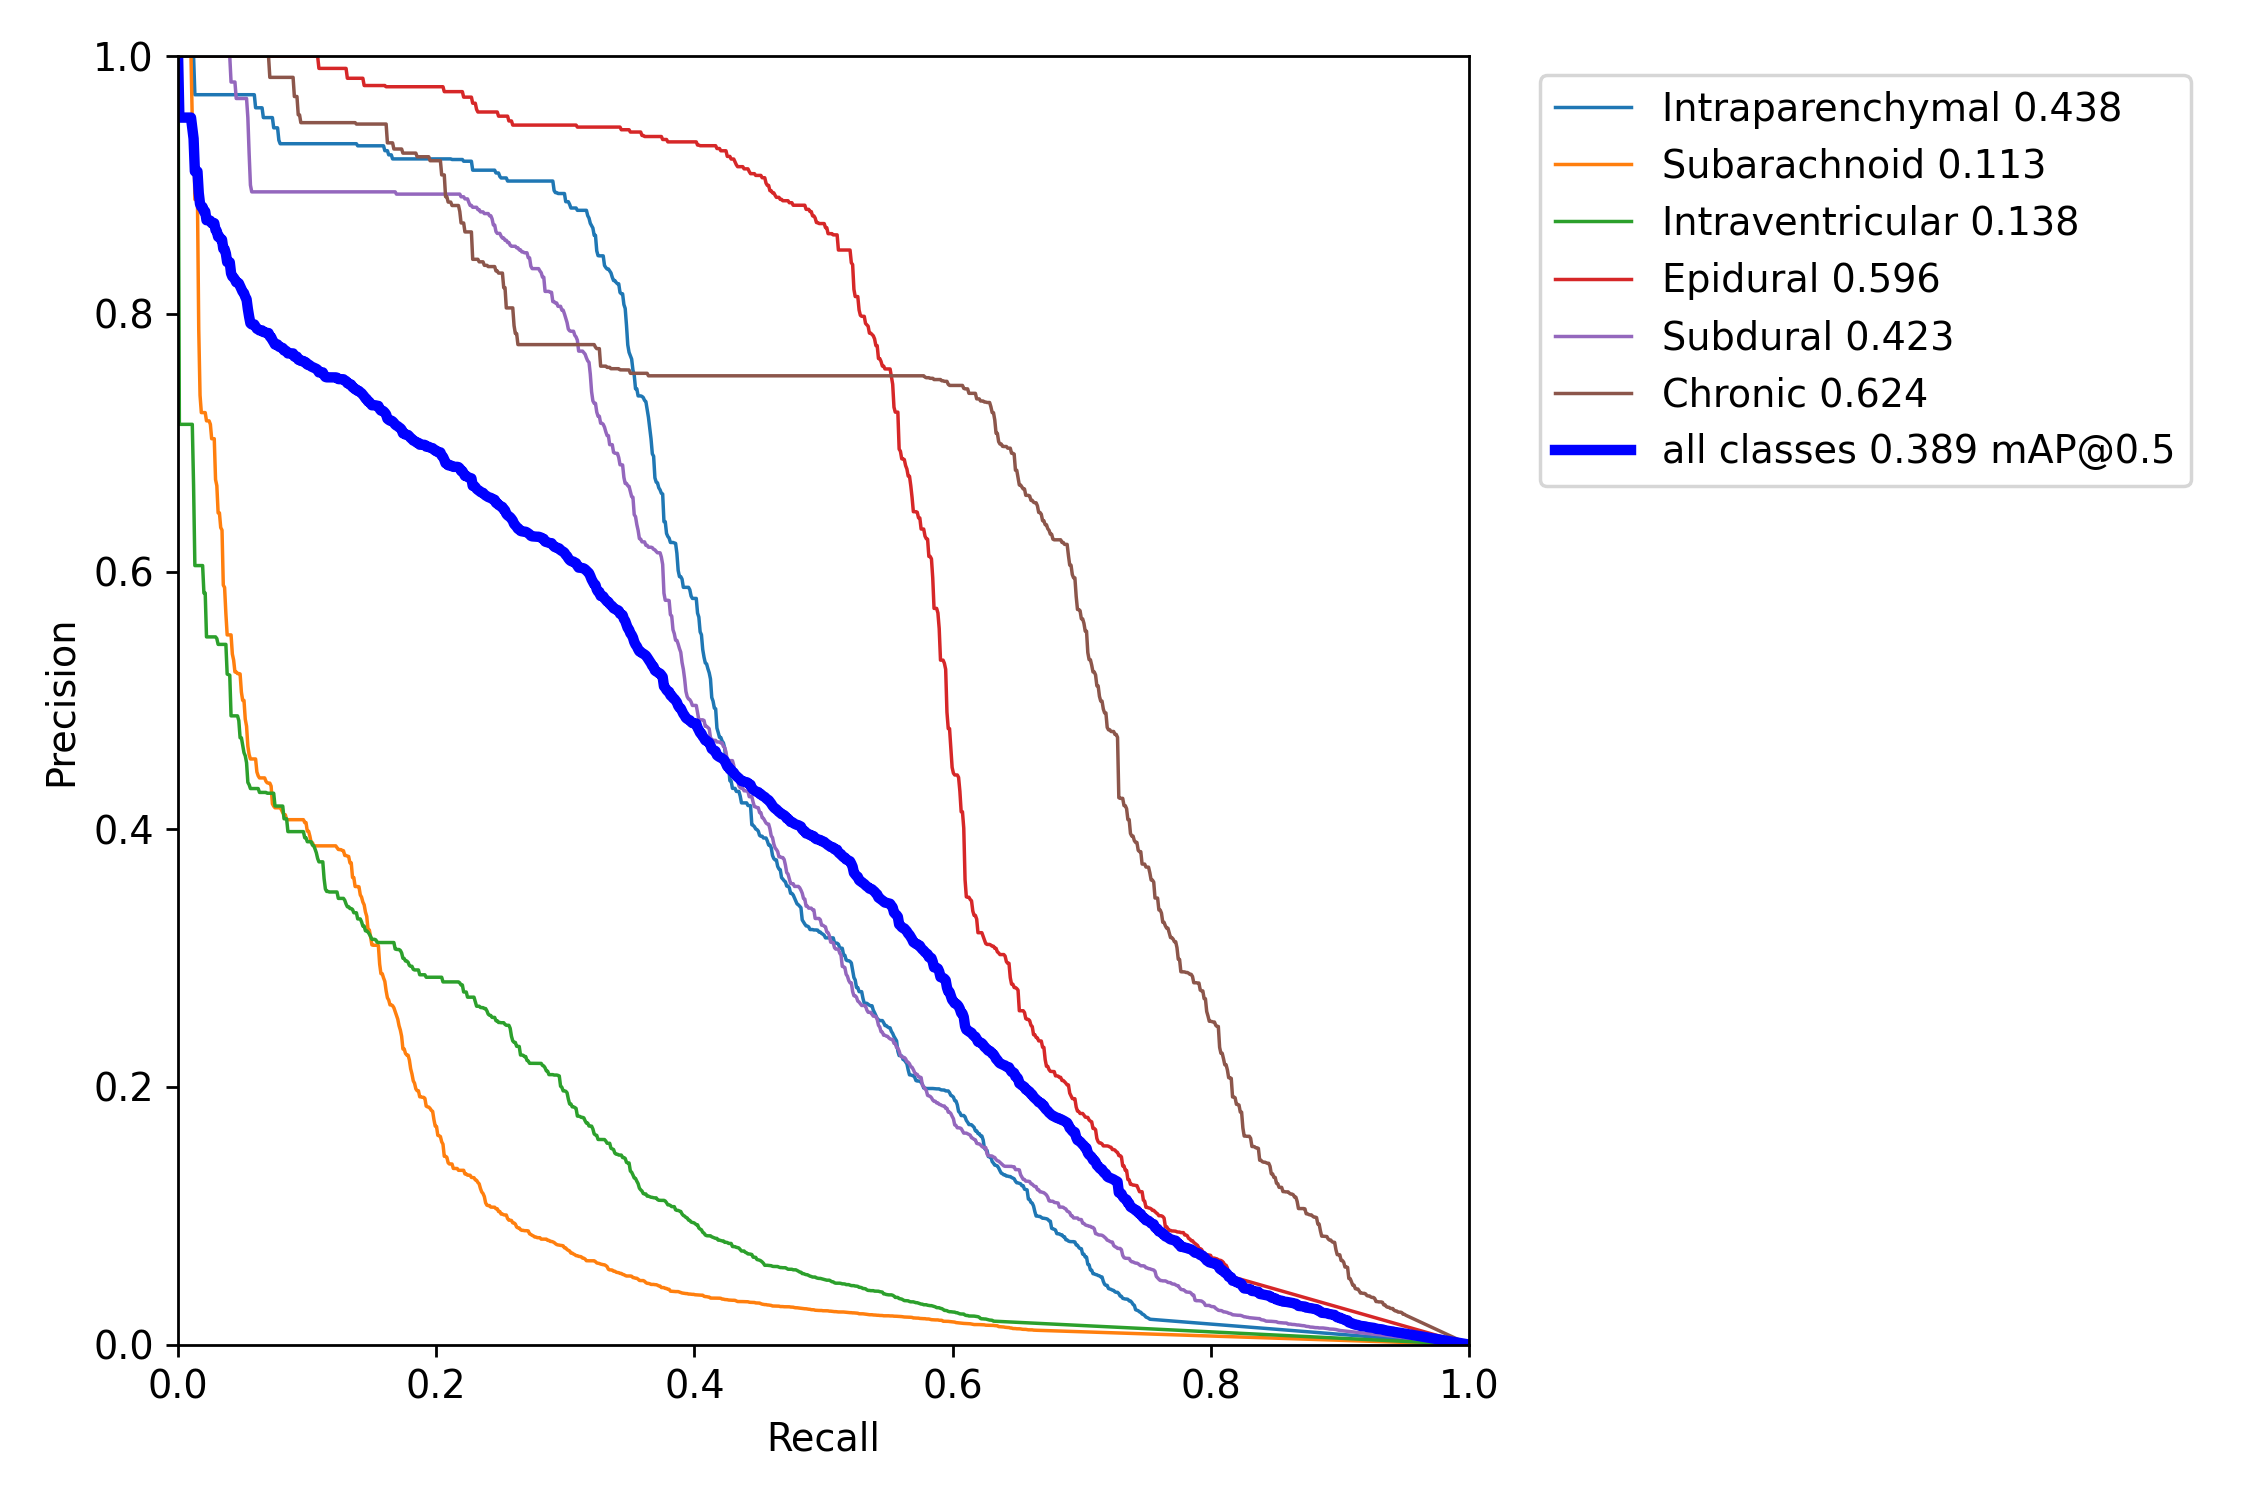 1.0
0.8
0.6
0.4
0.2
0.0
Precision
0.0 0.2 0.4 0.6 0.8 1.0
Recall
Intraparenchymal 0.438
Subarachnoid 0.113
Intraventricular 0.138
Epidural 0.596
Subdural 0.423
Chronic 0.624
all classes 0.389 mAP@0.5